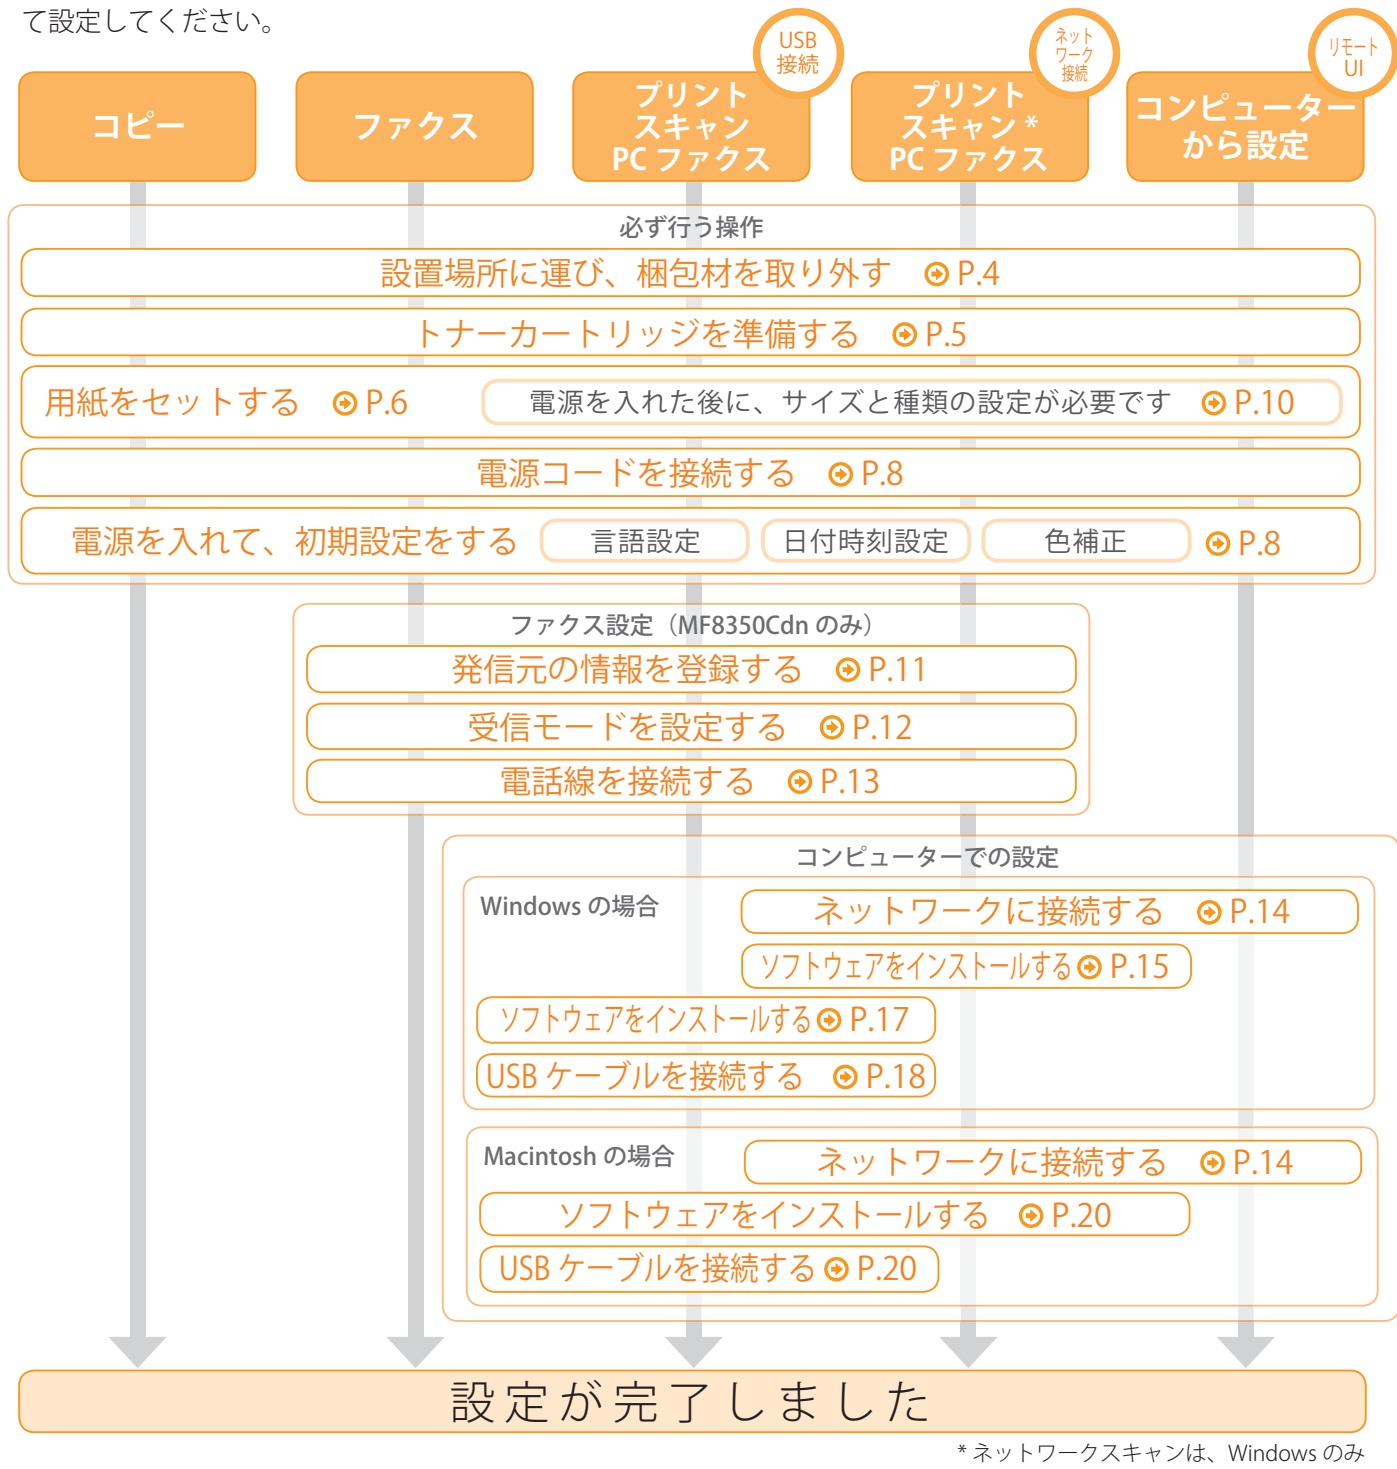 て設定してください。
USB
接続
ネット
ワーク
接続
リモート
UI
コピー
ファクス
プリント
スキャン
PC ファクス
プリント
スキャン *
PC ファクス
コンピューター
から設定
必ず行う操作
設置場所に運び、梱包材を取り外す P.4
トナーカートリッジを準備する P.5
用紙をセットする P.6 電源を入れた後に、サイズと種類の設定が必要です P.10
電源コードを接続する P.8
電源を入れて、初期設定をする 言語設定 日付時刻設定 色補正 P.8
ファクス設定（MF8350Cdn のみ）
発信元の情報を登録する P.11
受信モードを設定する P.12
電話線を接続する P.13
コンピューターでの設定
Windows の場合 ネットワークに接続する P.14
ソフトウェアをインストールする P.15
ソフトウェアをインストールする P.17
USB ケーブルを接続する P.18
Macintosh の場合 ネットワークに接続する P.14
ソフトウェアをインストールする P.20
USB ケーブルを接続する P.20
設定が完了しました
* ネットワークスキャンは、Windows のみ